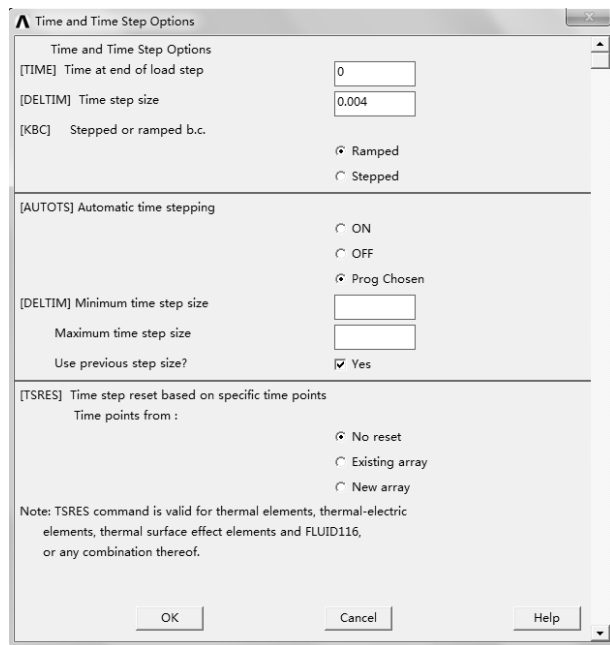 Time and Time Step Options
Time and Time Step Options
[TIME] Time at end of load step 0
[DELTIM] Time step size 0.004
[KBC] Stepped or ramped b.c.
Ramped
Stepped
[AUTOTS] Automatic time stepping
ON
OFF
Prog Chosen
[DELTIM] Minimum time step size
Maximum time step size
Use previous step size? Yes
[TSRES] Time step reset based on specific time points
Time points from :
No reset
Existing array
New array
Note: TSRES command is valid for thermal elements, thermal-electric
elements, thermal surface effect elements and FLUID116,
or any combination thereof.
OK Cancel Help